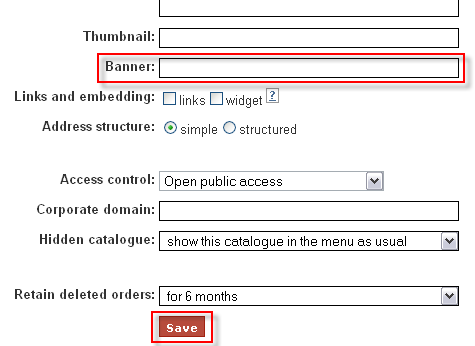 Thumbnail:
Banner:
Links and embedding: links widget ?
Address structure: simple structured
Access control: Open public access
Corporate domain:
Hidden catalogue: show this catalogue in the menu as usual
Retain deleted orders: for 6 months
Save